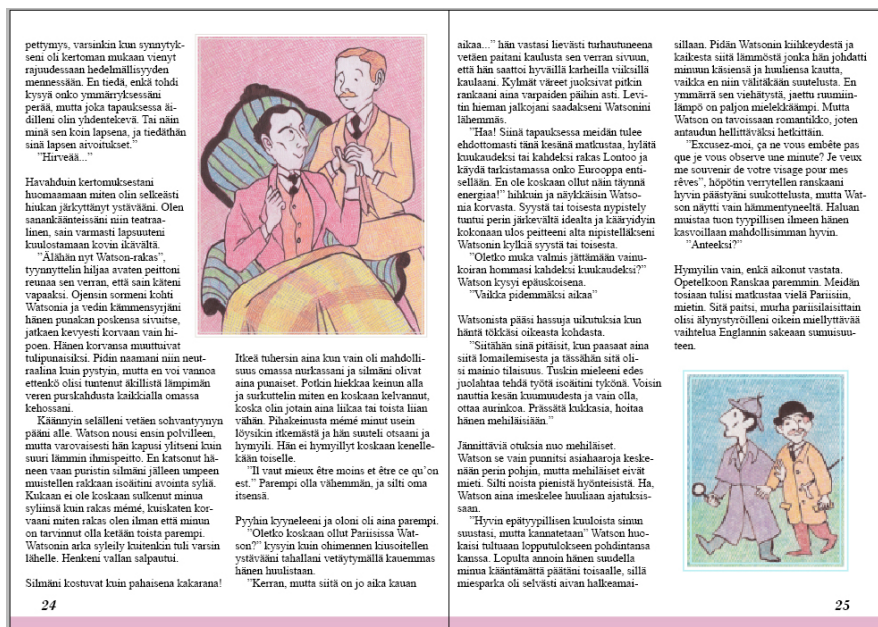 pettymys, varsinkin kun synnytyk-
seni oli kertoman mukaan vienyt
rajuudessaan hedelmällisyyden
mennessään. En tiedä, enkä tohdi
kysyä onko ymmärryksessäni
perää, mutta joka tapauksessa äi-
dilleni olin yhdentekevä. Tai näin
minä sen koin lapsena, ja tiedäthän
sinä lapsen aivoitukset.”
”Hirveää...”
Havahduin kertomuksestani
huomaamaan miten olin selkeästi
hiukan järkyttänyt ystävääni. Olen
sanankäänteissäni niin teatraa-
linen, sain varmasti lapsuuteni
kuulostamaan kovin ikävältä.
”Älähän nyt Watson-rakas”,
tyynnyttelin hiljaa avaten peittoni
reunaa sen verran, että sain käteni
vapaaksi. Ojensin sormeni kohti
Watsonia ja vedin kämmensyrjäni
hänen punakan poskensa sivuitse,
jatkaen kevyesti korvaan vain hi-
poen. Hänen korvansa muuttuivat
tulipunaisiksi. Pidin naamani niin neut-
raalina kuin pystyin, mutta en voi vannoa
ettenkö olisi tuntenut äkillistä lämpimän
veren purskahdusta kaikkialla omassa
kehossani.
Käännyin selälleni vetäen sohvantyynyn
pääni alle. Watson nousi ensin polvilleen,
mutta varovaisesti hän kapusi ylitseni kuin
suuri lämmin ihmispeitto. En katsonut hä-
neen vaan puristin silmäni jälleen umpeen
muistellen rakkaan isoäitini avointa syliä.
Kukaan ei ole koskaan sulkenut minua
syliinsä kuin rakas mémé, kuiskaten kor-
vaani miten rakas olen ilman että minun
on tarvinnut olla ketään toista parempi.
Watsonin arka syleily kuitenkin tuli varsin
lähelle. Henkeni vallan salpautui.
Silmäni kostuvat kuin pahaisena kakarana!
Itkeä tuhersin aina kun vain oli mahdolli-
suus omassa nurkassani ja silmäni olivat
aina punaiset. Potkin hiekkaa keinun alla
ja surkuttelin miten en koskaan kelvannut,
koska olin jotain aina liikaa tai toista liian
vähän. Pihakeinusta mémé minut usein
löysikin itkemästä ja hän suuteli otsaani ja
hymyili. Hän ei hymyillyt koskaan kenelle-
kään toiselle.
”Il vaut mieux être moins et être ce qu’on
est.” Parempi olla vähemmän, ja silti oma
itsensä.
Pyyhin kyyneleeni ja oloni oli aina parempi.
”Oletko koskaan ollut Pariisissa Wat-
son?” kysyin kuin ohimennen kiusoitellen
ystävääni tahallani vetäytymällä kauemmas
hänen huulistaan.
”Kerran, mutta siitä on jo aika kauan
24
aikaa...” hän vastasi lievästi turhautuneena
vetäen paitani kaulusta sen verran sivuun,
että hän saattoi hyväillä karheilla viiksillä
kaulaani. Kylmät väreet juoksivat pitkin
rankaani aina varpaiden päihin asti. Levi-
tin hieman jalkojani saadakseni Watsonini
lähemmäs.
”Haa! Siinä tapauksessa meidän tulee
ehdottomasti tänä kesänä matkustaa, hylätä
kuukaudeksi tai kahdeksi rakas Lontoo ja
käydä tarkistamassa onko Eurooppa enti-
sellään. En ole koskaan ollut näin täynnä
energiaa!” hihkuin ja näykkäisin Watso-
nia korvasta. Syystä tai toisesta nypistely
tuntui perin järkevältä idealta ja kääryidyin
kokonaan ulos peitteeni alta nipistelläkseni
Watsonin kylkiä syystä tai toisesta.
”Oletko muka valmis jättämään vainu-
koiran hommasi kahdeksi kuukaudeksi?”
Watson kysyi epäuskoisena.
”Vaikka pidemmäksi aikaa”
Watsonista pääsi hassuja uikutuksia kun
häntä tökkäsi oikeasta kohdasta.
”Siitähän sinä pitäisit, kun paasaat aina
siitä lomailemisesta ja tässähän siitä oli-
si mainio tilaisuus. Tuskin mieleeni edes
juolahtaa tehdä työtä isoäitini tykönä. Voisin
nauttia kesän kuumuudesta ja vain olla,
ottaa aurinkoa. Prässätä kukkasia, hoitaa
hänen mehiläisiään.”
Jännittäviä otuksia nuo mehiläiset.
Watson se vain punnitsi asiahaaroja keske-
nään perin pohjin, mutta mehiläiset eivät
mieti. Silti noista pienistä hyönteisistä. Ha,
Watson aina imeskelee huuliaan ajatuksis-
saan.
”Hyvin epätyypillisen kuuloista sinun
suustasi, mutta kannatetaan” Watson huo-
kaisi tultuaan lopputulokseen pohdintansa
kanssa. Lopulta annoin hänen suudella
minua kääntämättä päätäni toisaalle, sillä
miesparka oli selvästi aivan halkeamai-
sillaan. Pidän Watsonin kiihkeydestä ja
kaikesta siitä lämmöstä jonka hän johdatti
minuun käsiensä ja huuliensa kautta,
vaikka en niin välitäkään suutelusta. En
ymmärrä sen viehätystä, jaettu ruumiin-
lämpö on paljon mielekkäämpi. Mutta
Watson on tavoissaan romantikko, joten
antaudun hellittäväksi hetkittäin.
”Excusez-moi, ça ne vous embête pas
que je vous observe une minute? Je veux
me souvenir de votre visage pour mes
rêves”, höpötin verrytellen ranskaani
hyvin päästyäni suukottelusta, mutta Wat-
son näytti vain hämmentyneeltä. Haluan
muistaa tuon tyypillisen ilmeen hänen
kasvoillaan mahdollisimman hyvin.
”Anteeksi?”
Hymyilin vain, enkä aikonut vastata.
Opetelkoon Ranskaa paremmin. Meidän
tosiaan tulisi matkustaa vielä Pariisiin,
mietin. Sitä paitsi, murha pariisilaisittain
olisi älynystyröilleni oikein miellyttävää
vaihtelua Englannin sakeaan sumuisuu-
teen.
25